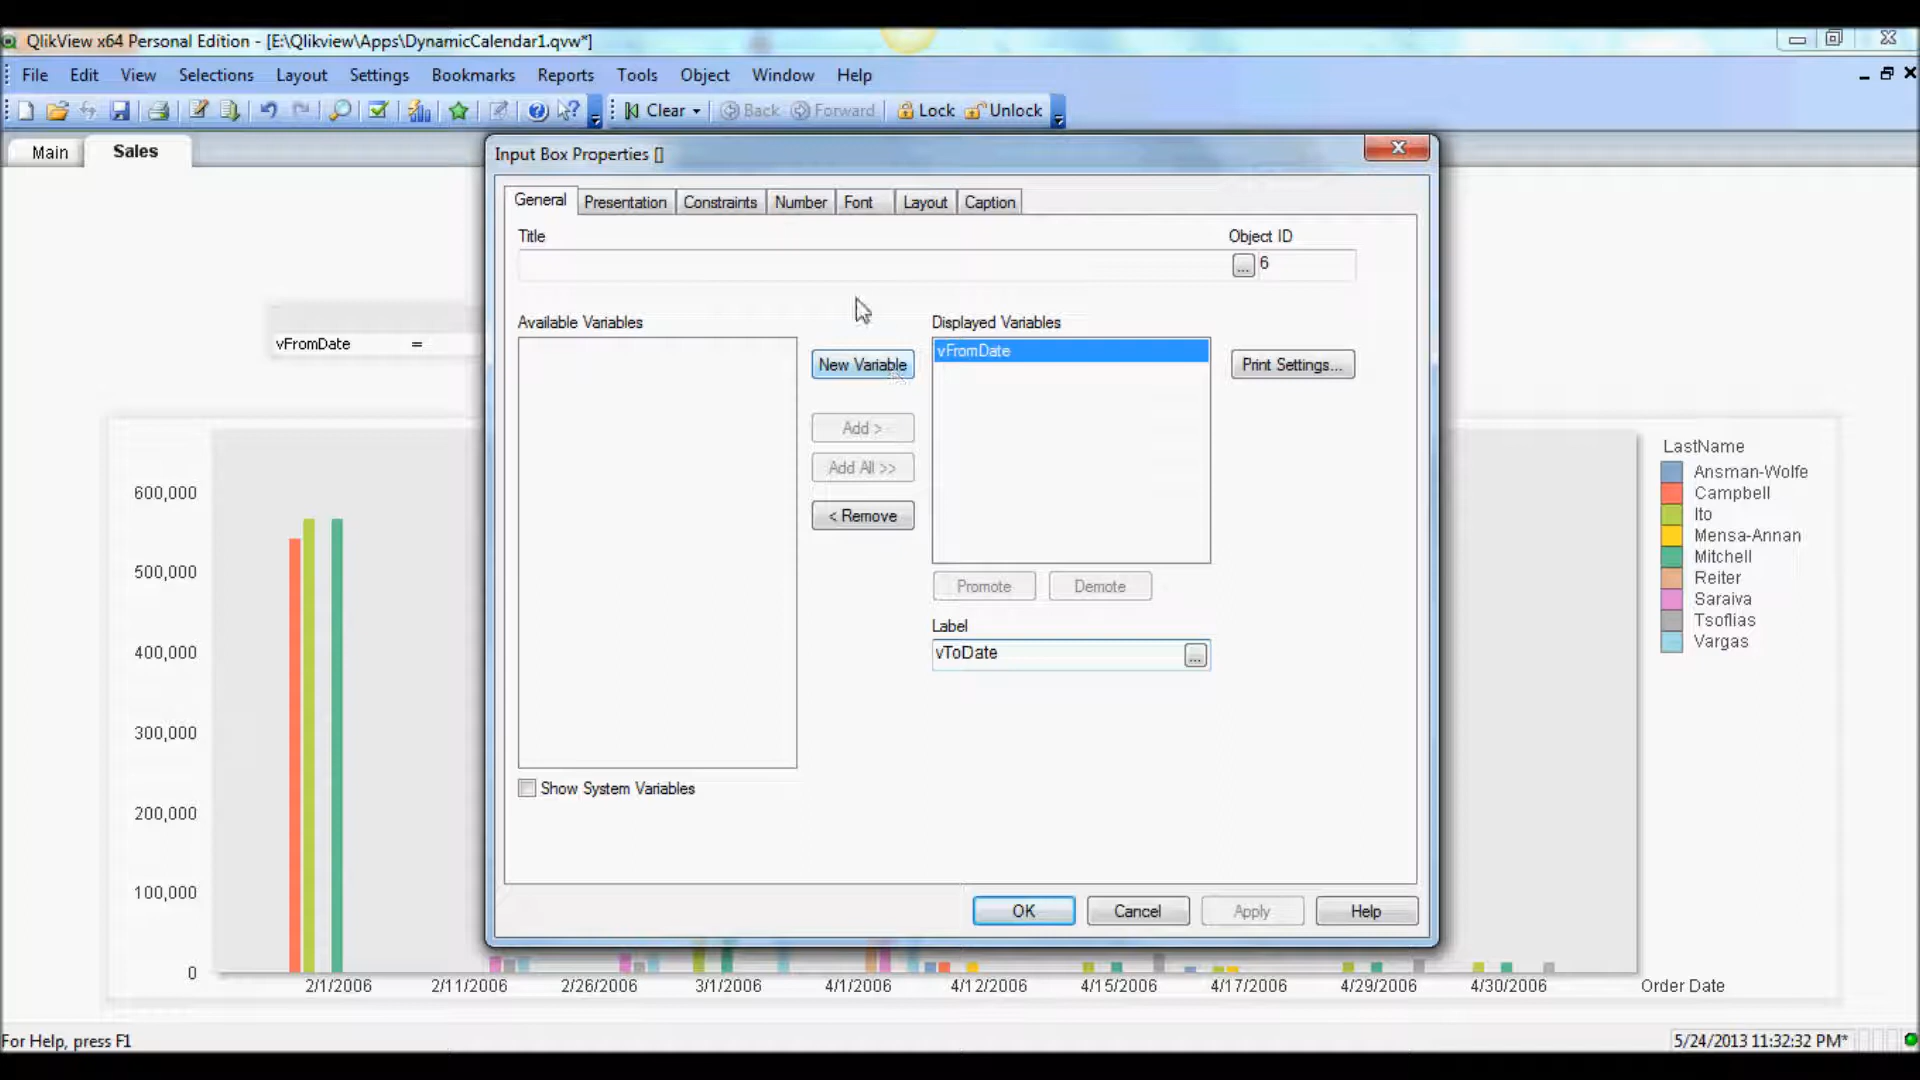 QlikView x64 Personal Edition - [E:\Qlikview\Apps\DynamicCalendar1.qvw*]
File Edit View Selections Layout Settings Bookmarks Reports Tools Object Window Help
Clear Back Forward Lock Unlock
Main Sales
Input Box Properties []
General Presentation Constraints Number Font Layout Caption
Title Object ID
... 6
Available Variables Displayed Variables
vFromDate =
vFromDate
New Variable Print Settings...
Add >
Add All >>
< Remove
Promote Demote
Label
vToDate ...
Show System Variables
OK Cancel Apply Help
600,000
500,000
400,000
300,000
200,000
100,000
0
2/1/2006 2/11/2006 2/26/2006 3/1/2006 4/1/2006 4/12/2006 4/15/2006 4/17/2006 4/29/2006 4/30/2006 Order Date
LastName
Ansman-Wolfe
Campbell
Ito
Mensa-Annan
Mitchell
Reiter
Saraiva
Tsoflias
Vargas
For Help, press F1 5/24/2013 11:32:32 PM*